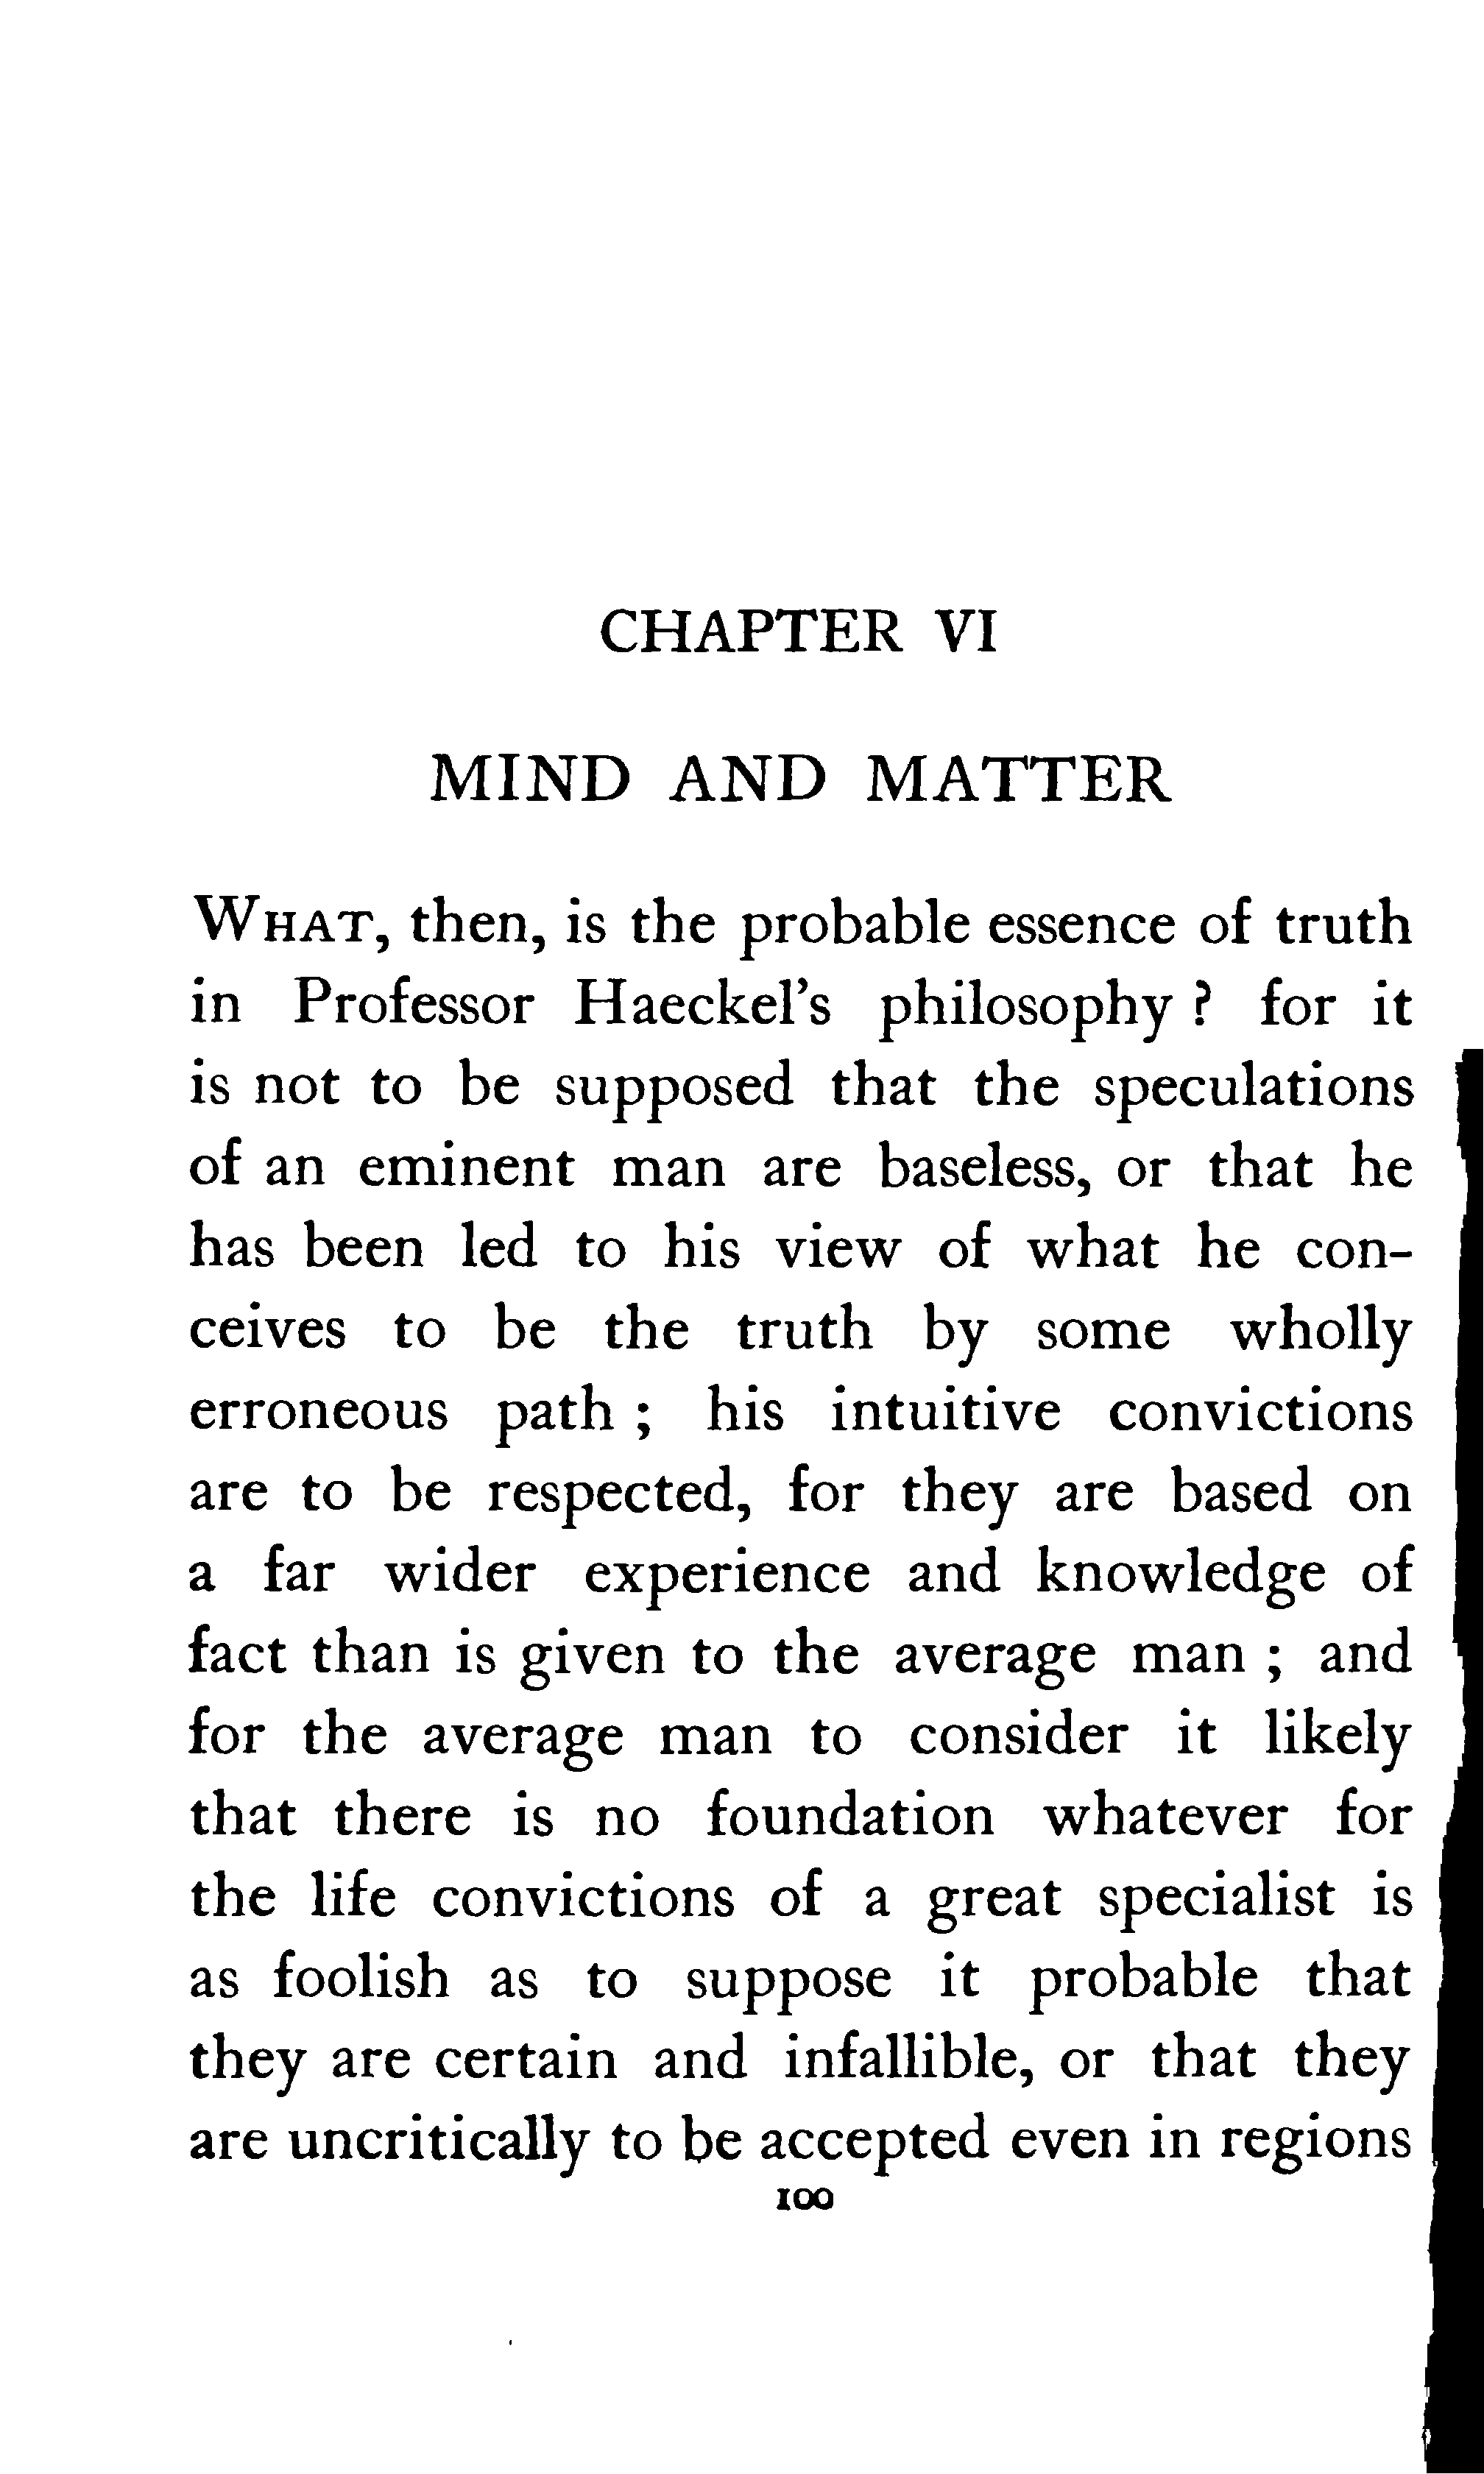 CHAPTER VI
MIND AND MATTER
WHAT, then, is the probable essence of truth
in Professor Haeckel's philosophy ? for it
is not to be supposed that the speculations
of an eminent man are baseless, or that he
has been led to his view of what he con-
ceives to be the truth by some wholly
erroneous path ; his intuitive convictions
are to be respected, for they are based on
a far wider experience and knowledge of
fact than is given to the average man ; and
for the average man to consider it likely
that there is no foundation whatever for
the life convictions of a great specialist is
as foolish as to suppose it probable that
they are certain and infallible, or that they
are uncritically to be accepted even in regions
100